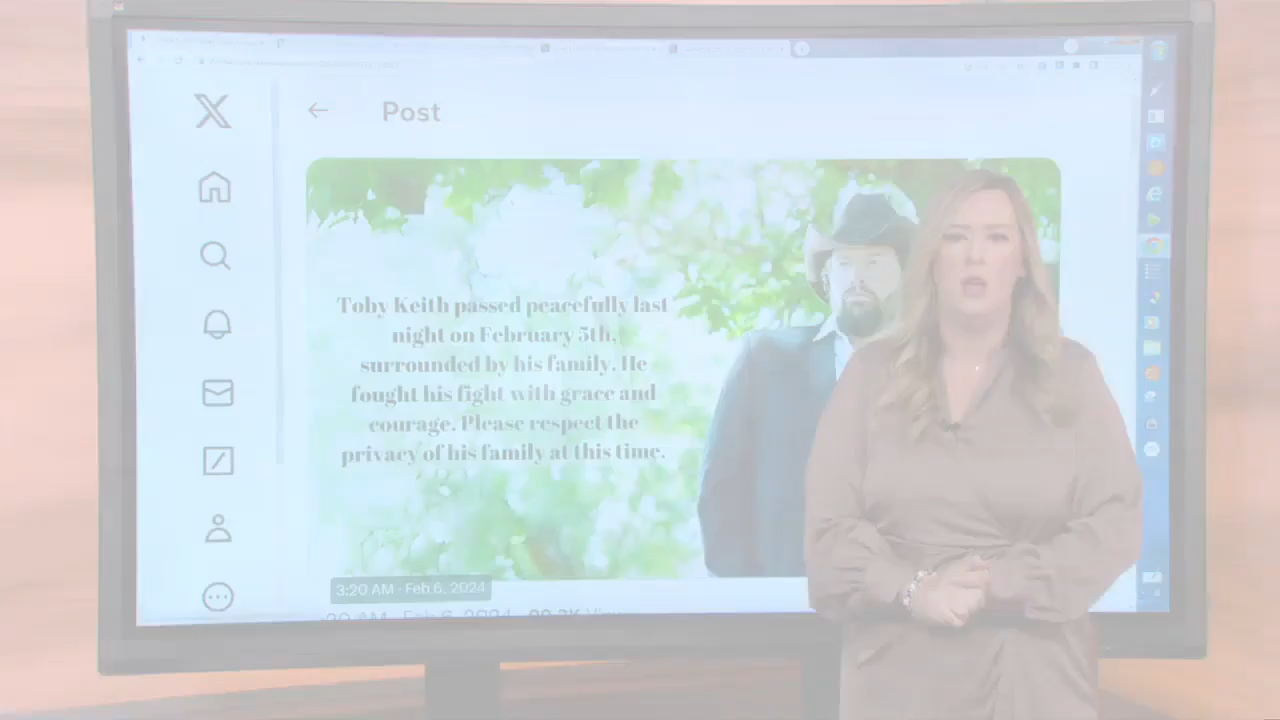 Post
Toby Keith passed peacefully last
night on February 5th,
surrounded by his family. He
fought his fight with grace and
courage. Please respect the
privacy of his family at this time.
3:20 AM · Feb 6, 2024